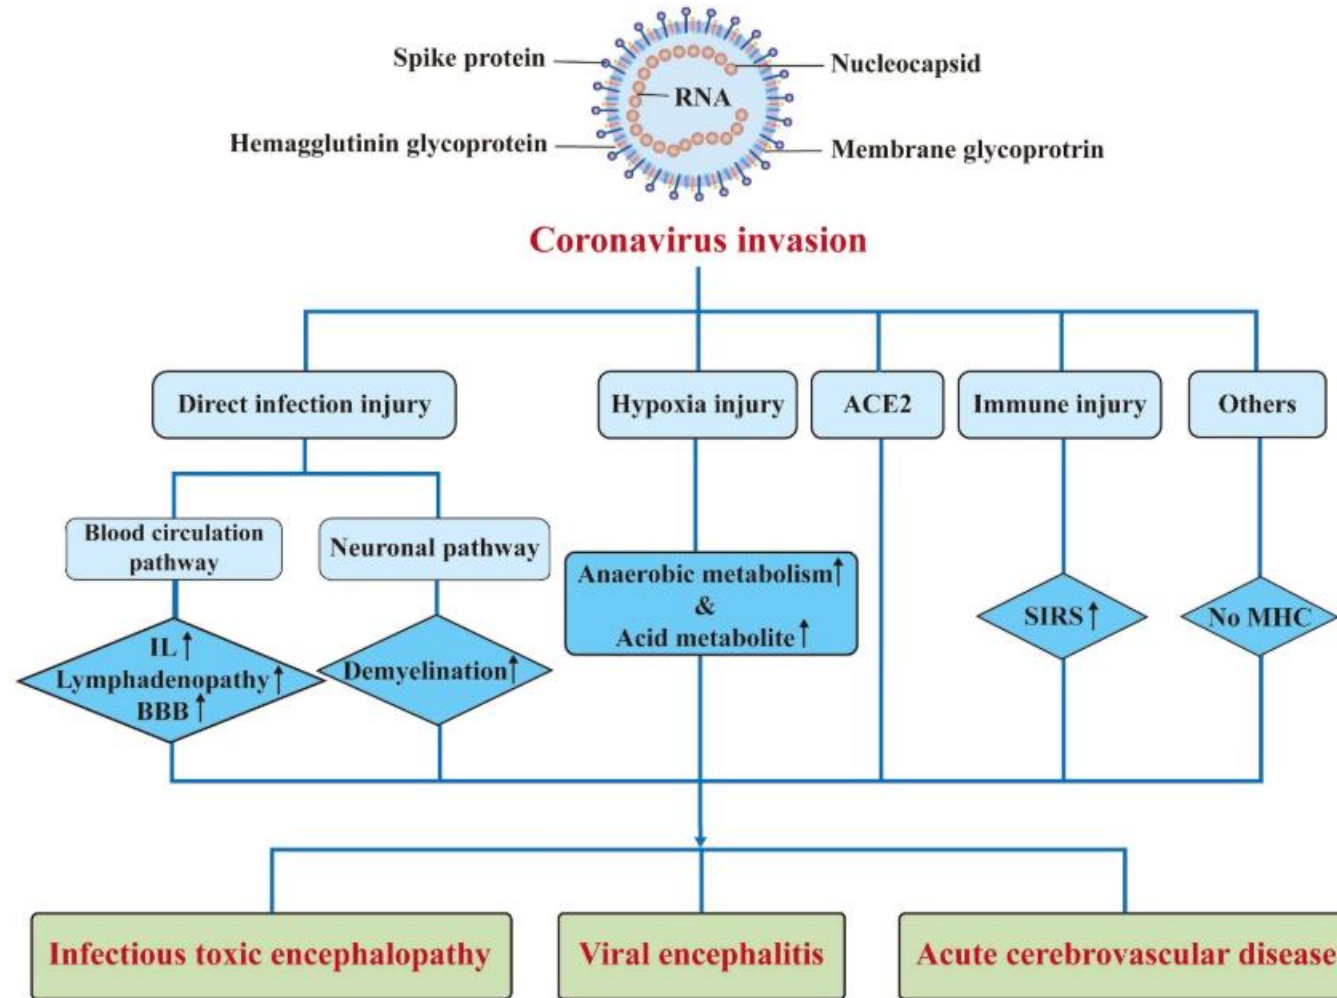 Spike protein
Nucleocapsid
RNA
Hemagglutinin glycoprotein
Membrane glycoprotrin
Coronavirus invasion
Direct infection injury
Hypoxia injury
ACE2
Immune injury
Others
Blood circulation
pathway
Neuronal pathway
Anaerobic metabolism↑
&
Acid metabolite↑
IL↑
Lymphadenopathy↑
BBB↑
Demyelination↑
SIRS↑
No MHC
Infectious toxic encephalopathy
Viral encephalitis
Acute cerebrovascular disease